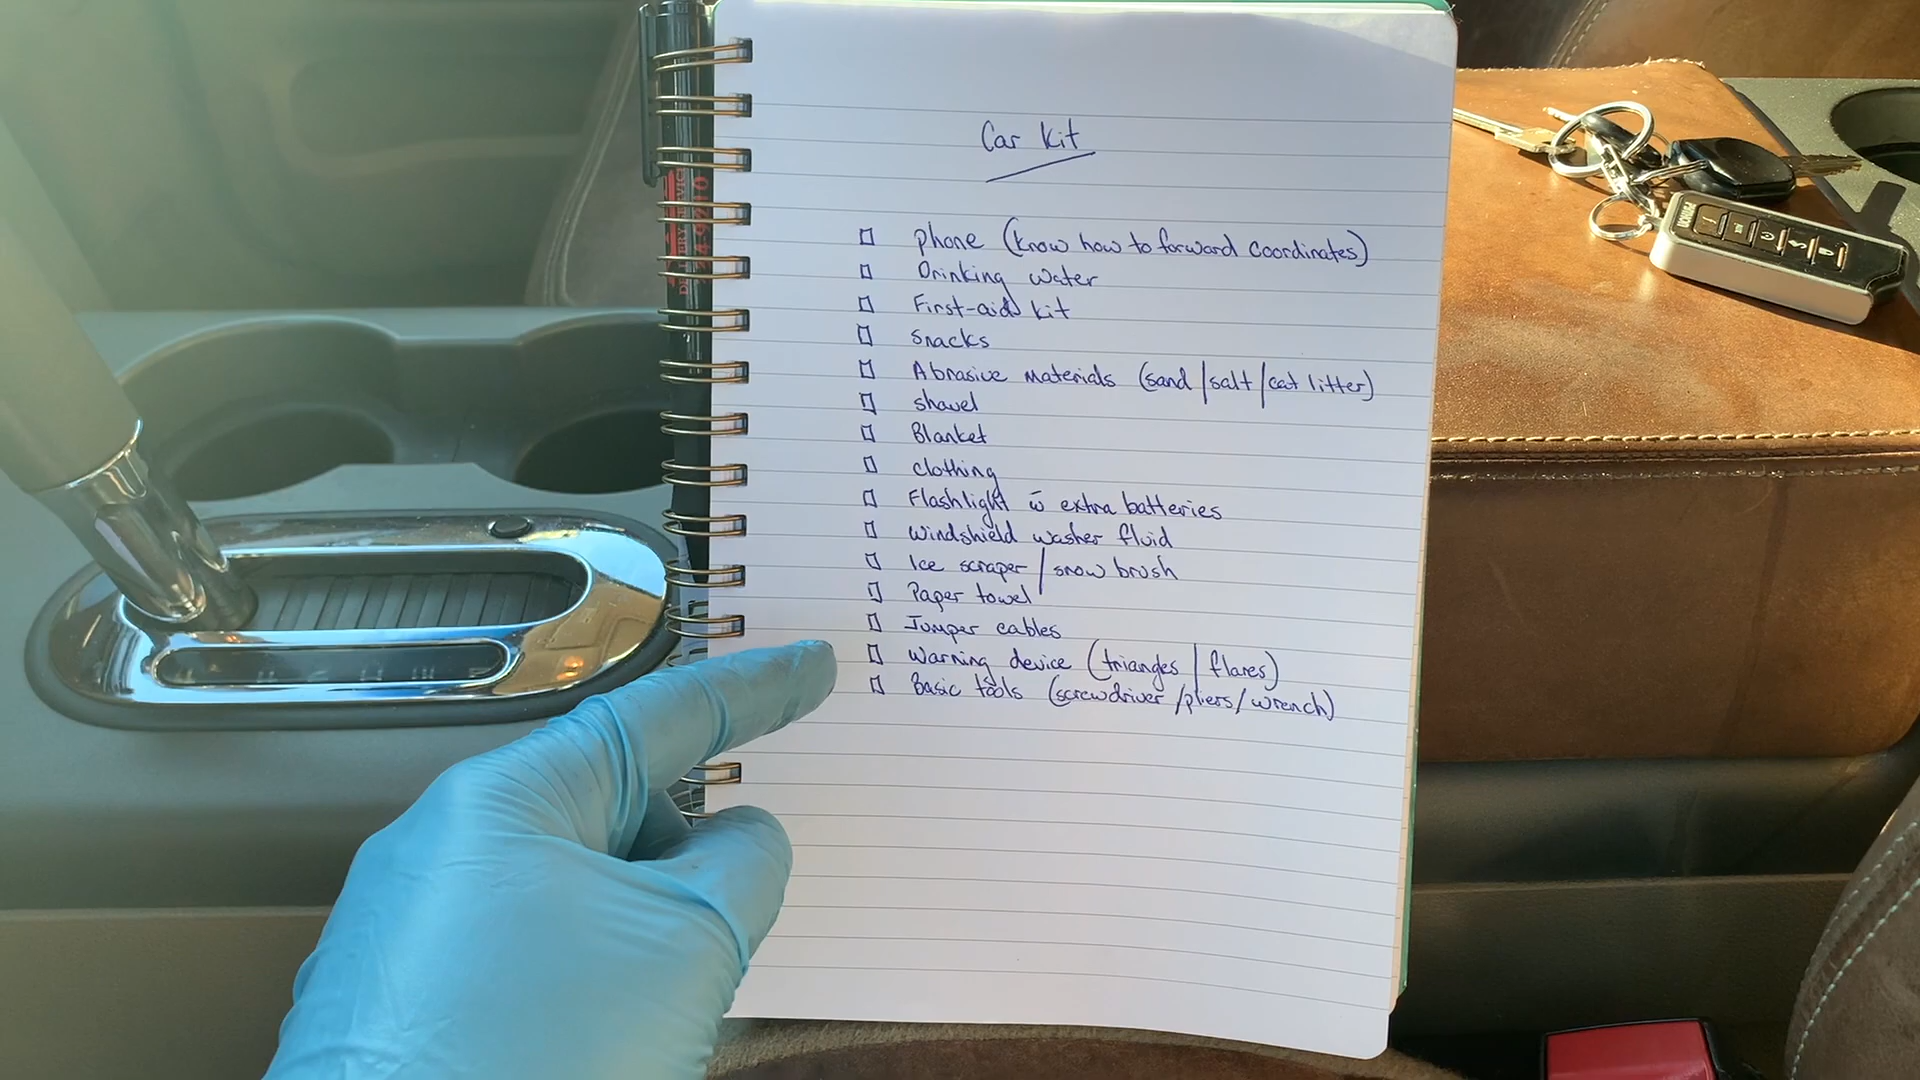 Car Kit
phone (know how to forward coordinates)
Drinking water
First-aid kit
snacks
Abrasive materials (sand/salt/cat litter)
shovel
Blanket
clothing
Flashlight w̄ extra batteries
windshield washer fluid
Ice scraper/snow brush
Paper towel
Jumper cables
Warning device (triangles/flares)
Basic tools (screwdriver/pliers/wrench)